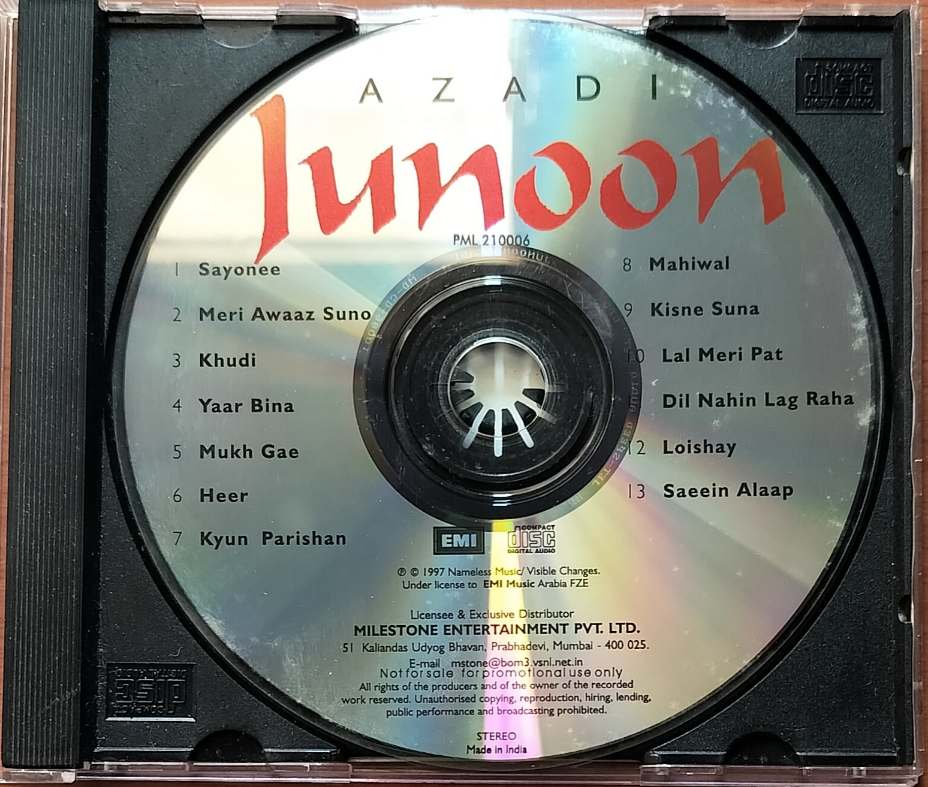 AZADI
Junoon
PML 210006
1 Sayonee
2 Meri Awaaz Suno
3 Khudi
4 Yaar Bina
5 Mukh Gae
6 Heer
7 Kyun Parishan
8 Mahiwal
9 Kisne Suna
10 Lal Meri Pat
Dil Nahin Lag Raha
12 Loishay
13 Saeein Alaap
EMI
COMPACT
disc
DIGITAL AUDIO
℗ © 1997 Nameless Music/ Visible Changes.
Under license to EMI Music Arabia FZE
Licensee & Exclusive Distributor
MILESTONE ENTERTAINMENT PVT. LTD.
51 Kaliandas Udyog Bhavan, Prabhadevi, Mumbai - 400 025.
E-mail mstone@bom3.vsnl.net.in
Not for sale for promotional use only
All rights of the producers and of the owner of the recorded
work reserved. Unauthorised copying, reproduction, hiring, lending,
public performance and broadcasting prohibited.
STEREO
Made in India
COMPACT
disc
DIGITAL AUDIO